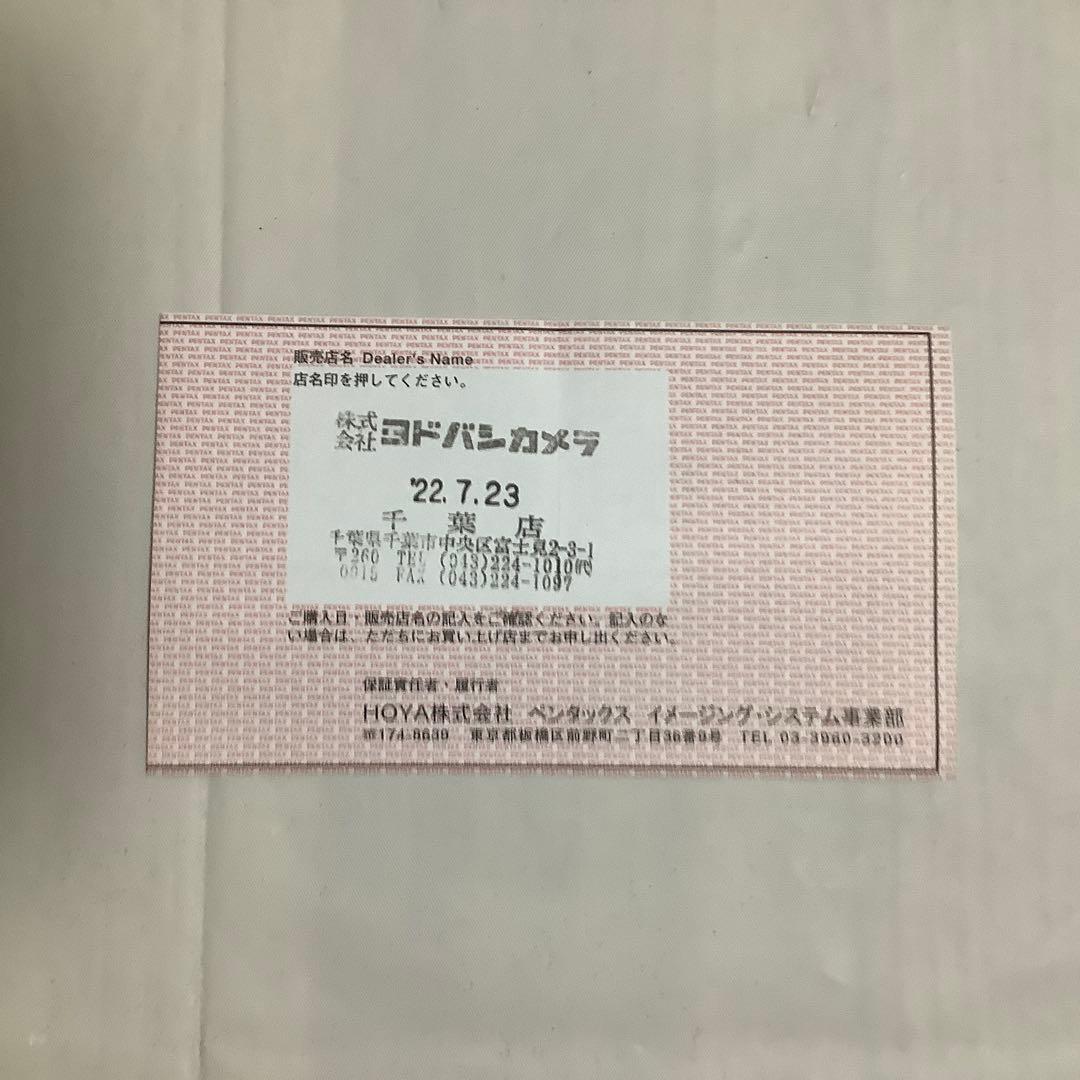 販売店名 Dealer's Name
店名印を押してください。
株式会社 ヨドバシカメラ
'22.7.23
千葉店
千葉県千葉市中央区富士見2-3-1
〒260 TEL (043)224-1010(代)
0015 FAX (043)224-1097
ご購入日・販売店名の記入をご確認ください。記入のな
い場合は、ただちにお買い上げ店までお申し出ください。
保証責任者・履行者
HOYA株式会社 ペンタックス イメージング・システム事業部
〒174-8639 東京都板橋区前野町二丁目36番9号 TEL 03-3960-3200